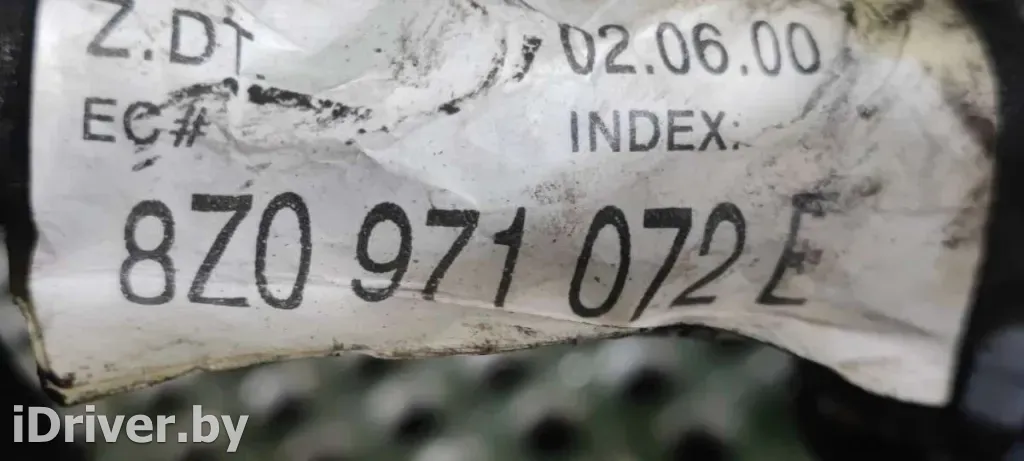 Z.DT. 02.06.00
EC# INDEX:
8Z0 971 072 E
iDriver.by